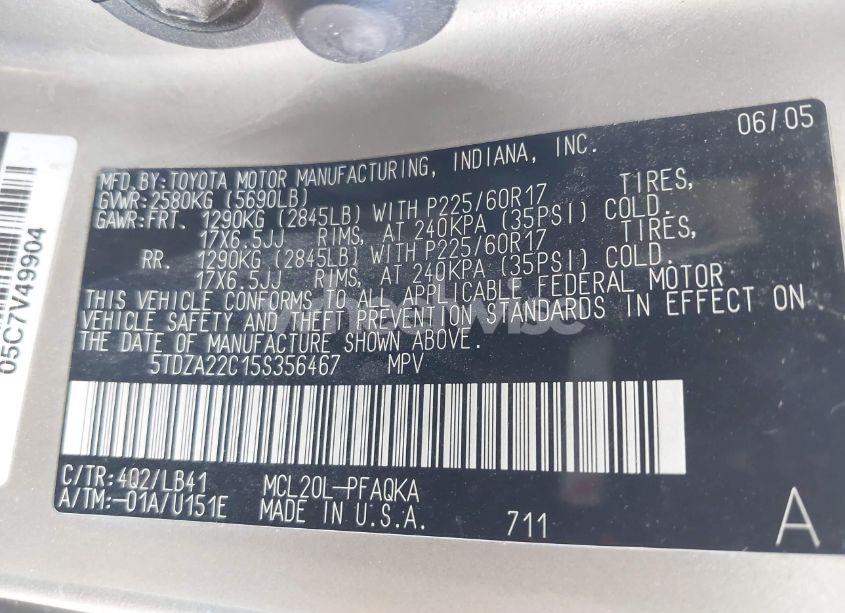 06/05
MFD.BY:TOYOTA MOTOR MANUFACTURING, INDIANA, INC.
GVWR:2580KG (5690LB)
GAWR:FRT. 1290KG (2845LB) WITH P225/60R17 TIRES,
17X6.5JJ RIMS, AT 240KPA (35PSI) COLD.
RR. 1290KG (2845LB) WITH P225/60R17 TIRES,
17X6.5JJ RIMS, AT 240KPA (35PSI) COLD.
THIS VEHICLE CONFORMS TO ALL APPLICABLE FEDERAL MOTOR
VEHICLE SAFETY AND THEFT PREVENTION STANDARDS IN EFFECT ON
THE DATE OF MANUFACTURE SHOWN ABOVE.
5TDZA22C15S356467 MPV
C/TR:4Q2/LB41 MCL20L-PFAQKA
A/TM:-01A/U151E MADE IN U.S.A. 711 A
05C7V49904